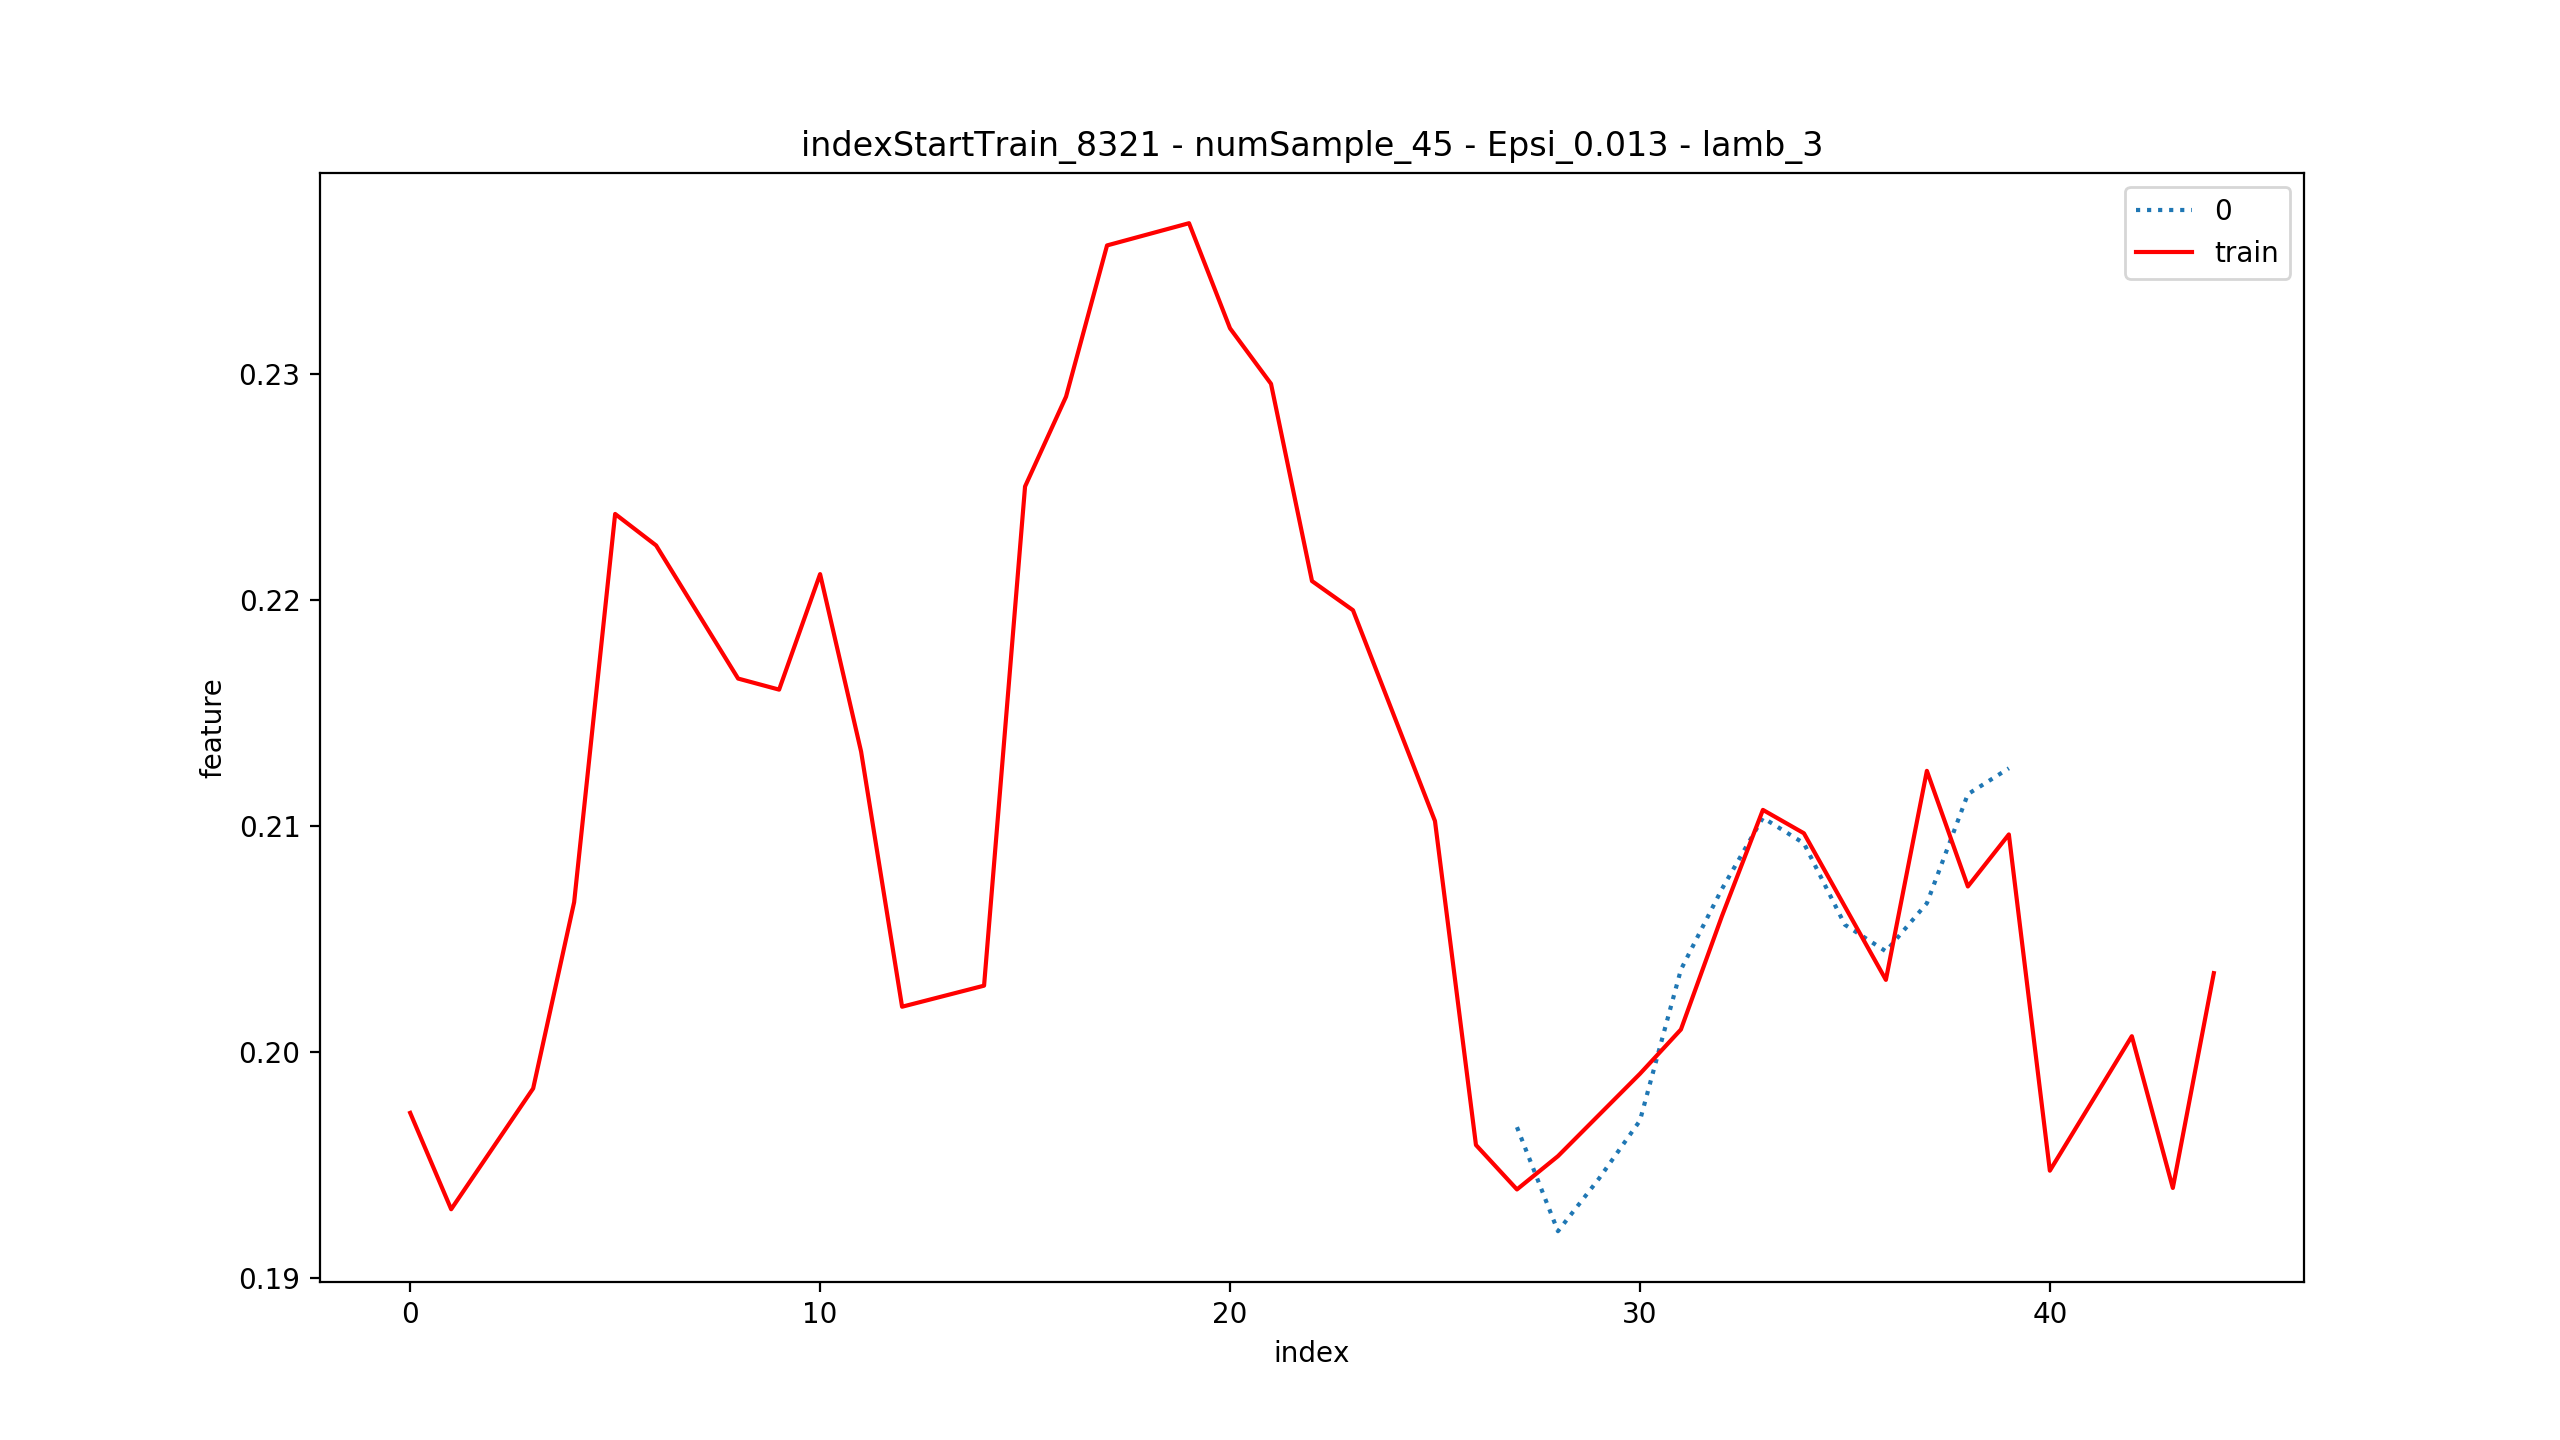 indexStartTrain_8321 - numSample_45 - Epsi_0.013 - lamb_3
0
train
0.23
0.22
0.21
0.20
0.19
feature
0 10 20 30 40
index